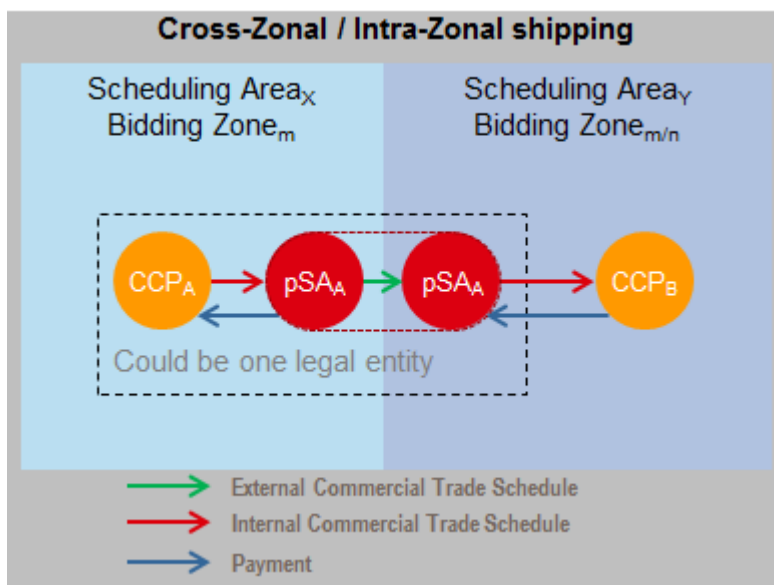 Cross-Zonal / Intra-Zonal shipping
Scheduling AreaX
Bidding Zonem
Scheduling AreaY
Bidding Zonem/n
CCPA
pSAA
pSAA
CCPB
Could be one legal entity
External Commercial Trade Schedule
Internal Commercial Trade Schedule
Payment